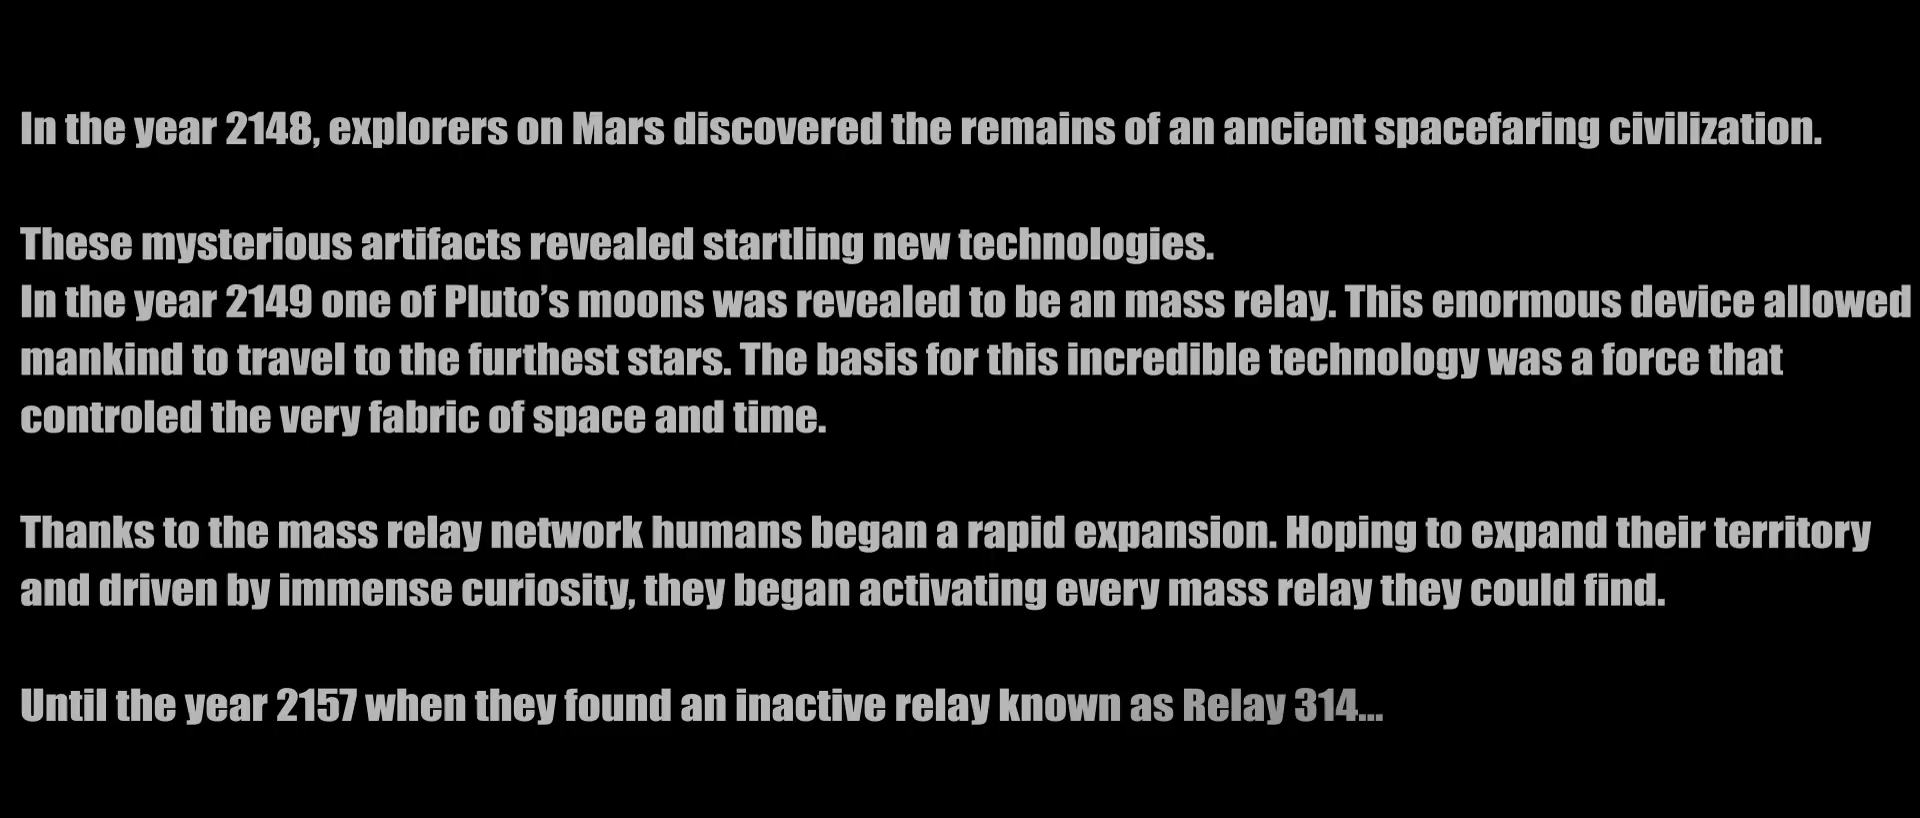 In the year 2148, explorers on Mars discovered the remains of an ancient spacefaring civilization.
These mysterious artifacts revealed startling new technologies.
In the year 2149 one of Pluto’s moons was revealed to be an mass relay. This enormous device allowed
mankind to travel to the furthest stars. The basis for this incredible technology was a force that
controled the very fabric of space and time.
Thanks to the mass relay network humans began a rapid expansion. Hoping to expand their territory
and driven by immense curiosity, they began activating every mass relay they could find.
Until the year 2157 when they found an inactive relay known as Relay 314...